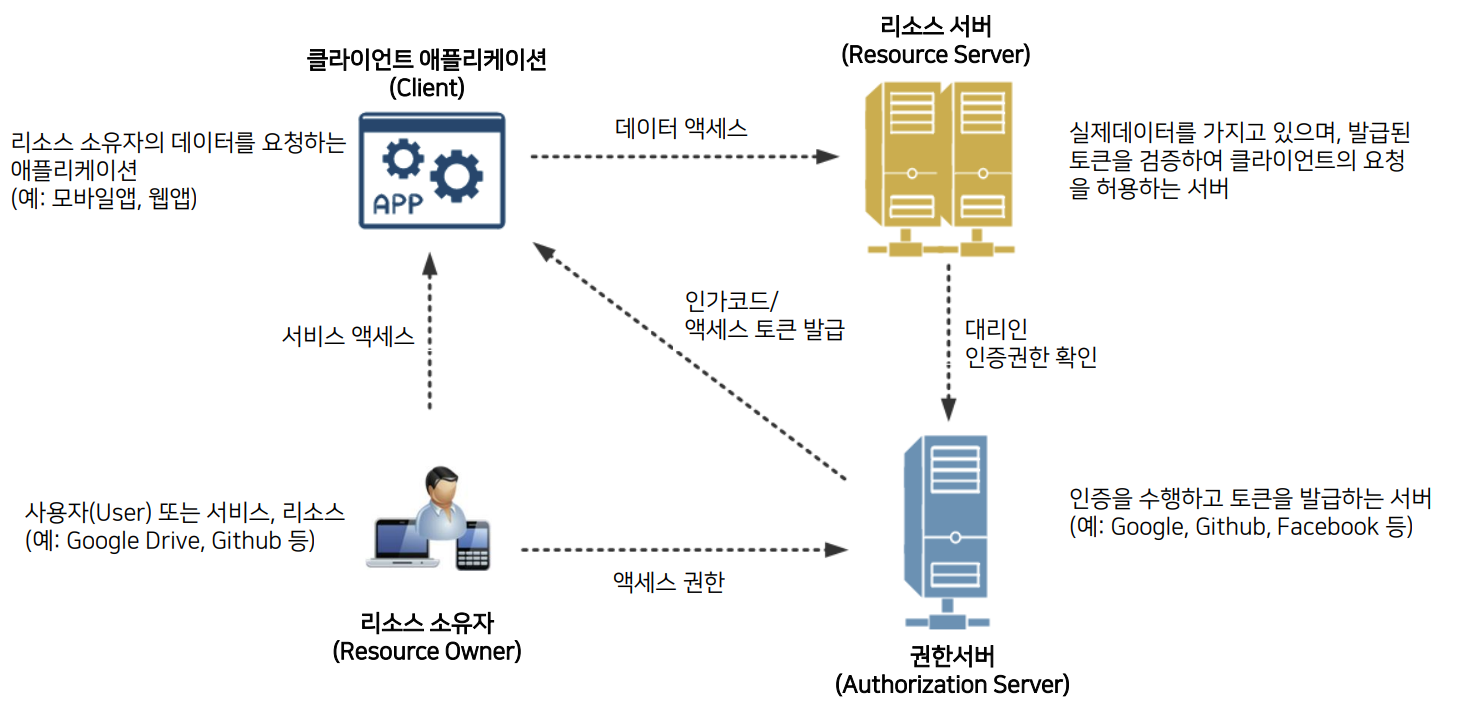 리소스 서버
(Resource Server)
클라이언트 애플리케이션
(Client)
데이터 액세스
리소스 소유자의 데이터를 요청하는
애플리케이션
(예: 모바일앱, 웹앱)
APP
실제데이터를 가지고 있으며, 발급된
토큰을 검증하여 클라이언트의 요청
을 허용하는 서버
서비스 액세스
인가코드/
액세스 토큰 발급
대리인
인증권한 확인
사용자(User) 또는 서비스, 리소스
(예: Google Drive, Github 등)
인증을 수행하고 토큰을 발급하는 서버
(예: Google, Github, Facebook 등)
액세스 권한
리소스 소유자
(Resource Owner)
권한서버
(Authorization Server)